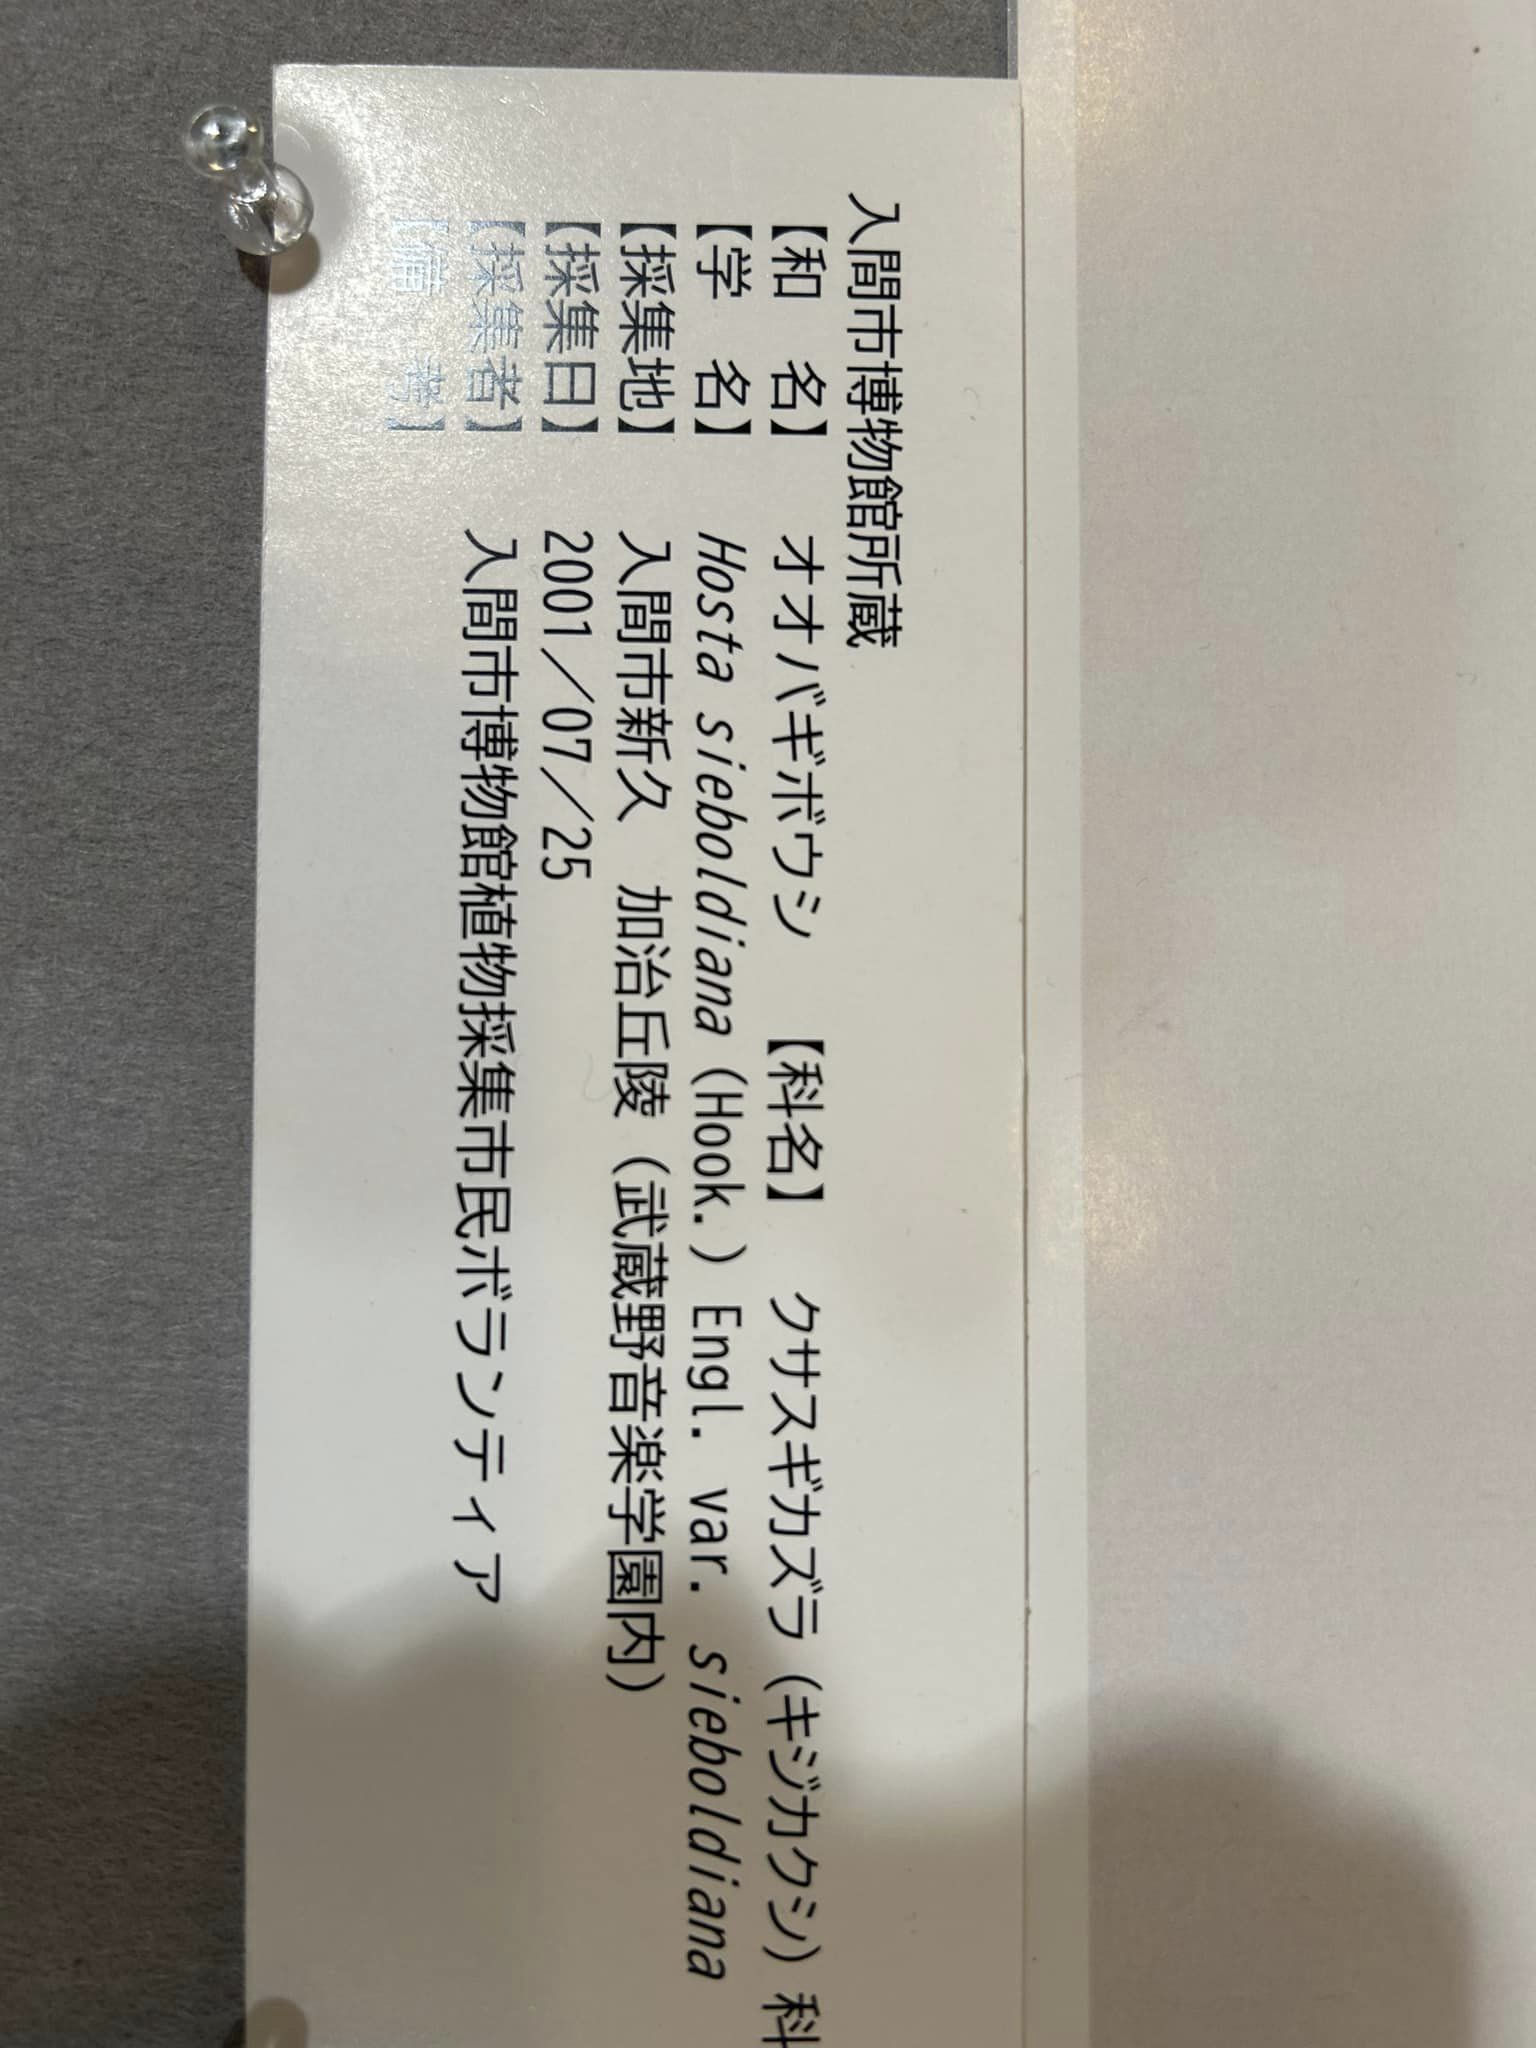 入間市博物館所蔵
【和　名】　オオバギボウシ　【科名】　クサスギカズラ（キジカクシ）科
【学　名】　Hosta sieboldiana (Hook.) Engl. var. sieboldiana
【採集地】　入間市新久　加治丘陵（武蔵野音楽学園内）
【採集日】　2001／07／25
【採集者】　入間市博物館植物採集市民ボランティア
【備　考】